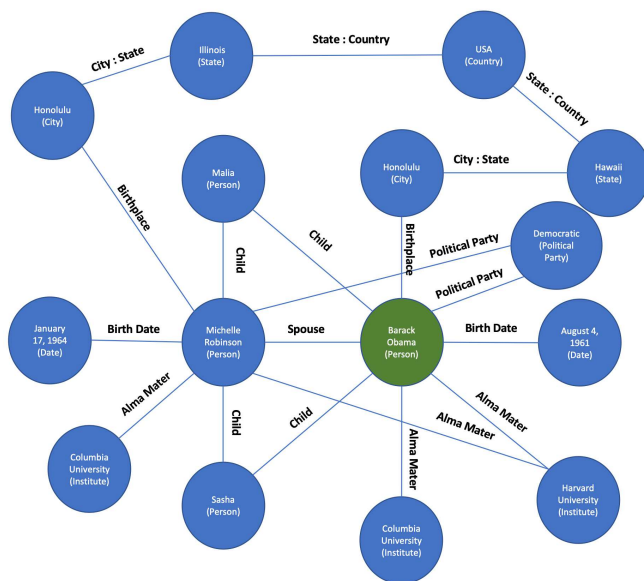 Illinois
(State)
State : Country
USA
(Country)
City : State
State : Country
Honolulu
(City)
Malia
(Person)
Honolulu
(City)
City : State
Hawaii
(State)
Birthplace
Child
Child
Birthplace
Political Party
Democratic
(Political
Party)
Political Party
January
17, 1964
(Date)
Birth Date
Michelle
Robinson
(Person)
Spouse
Barack
Obama
(Person)
Birth Date
August 4,
1961
(Date)
Alma Mater
Child
Child
Alma Mater
Alma Mater
Alma Mater
Columbia
University
(Institute)
Sasha
(Person)
Columbia
University
(Institute)
Harvard
University
(Institute)